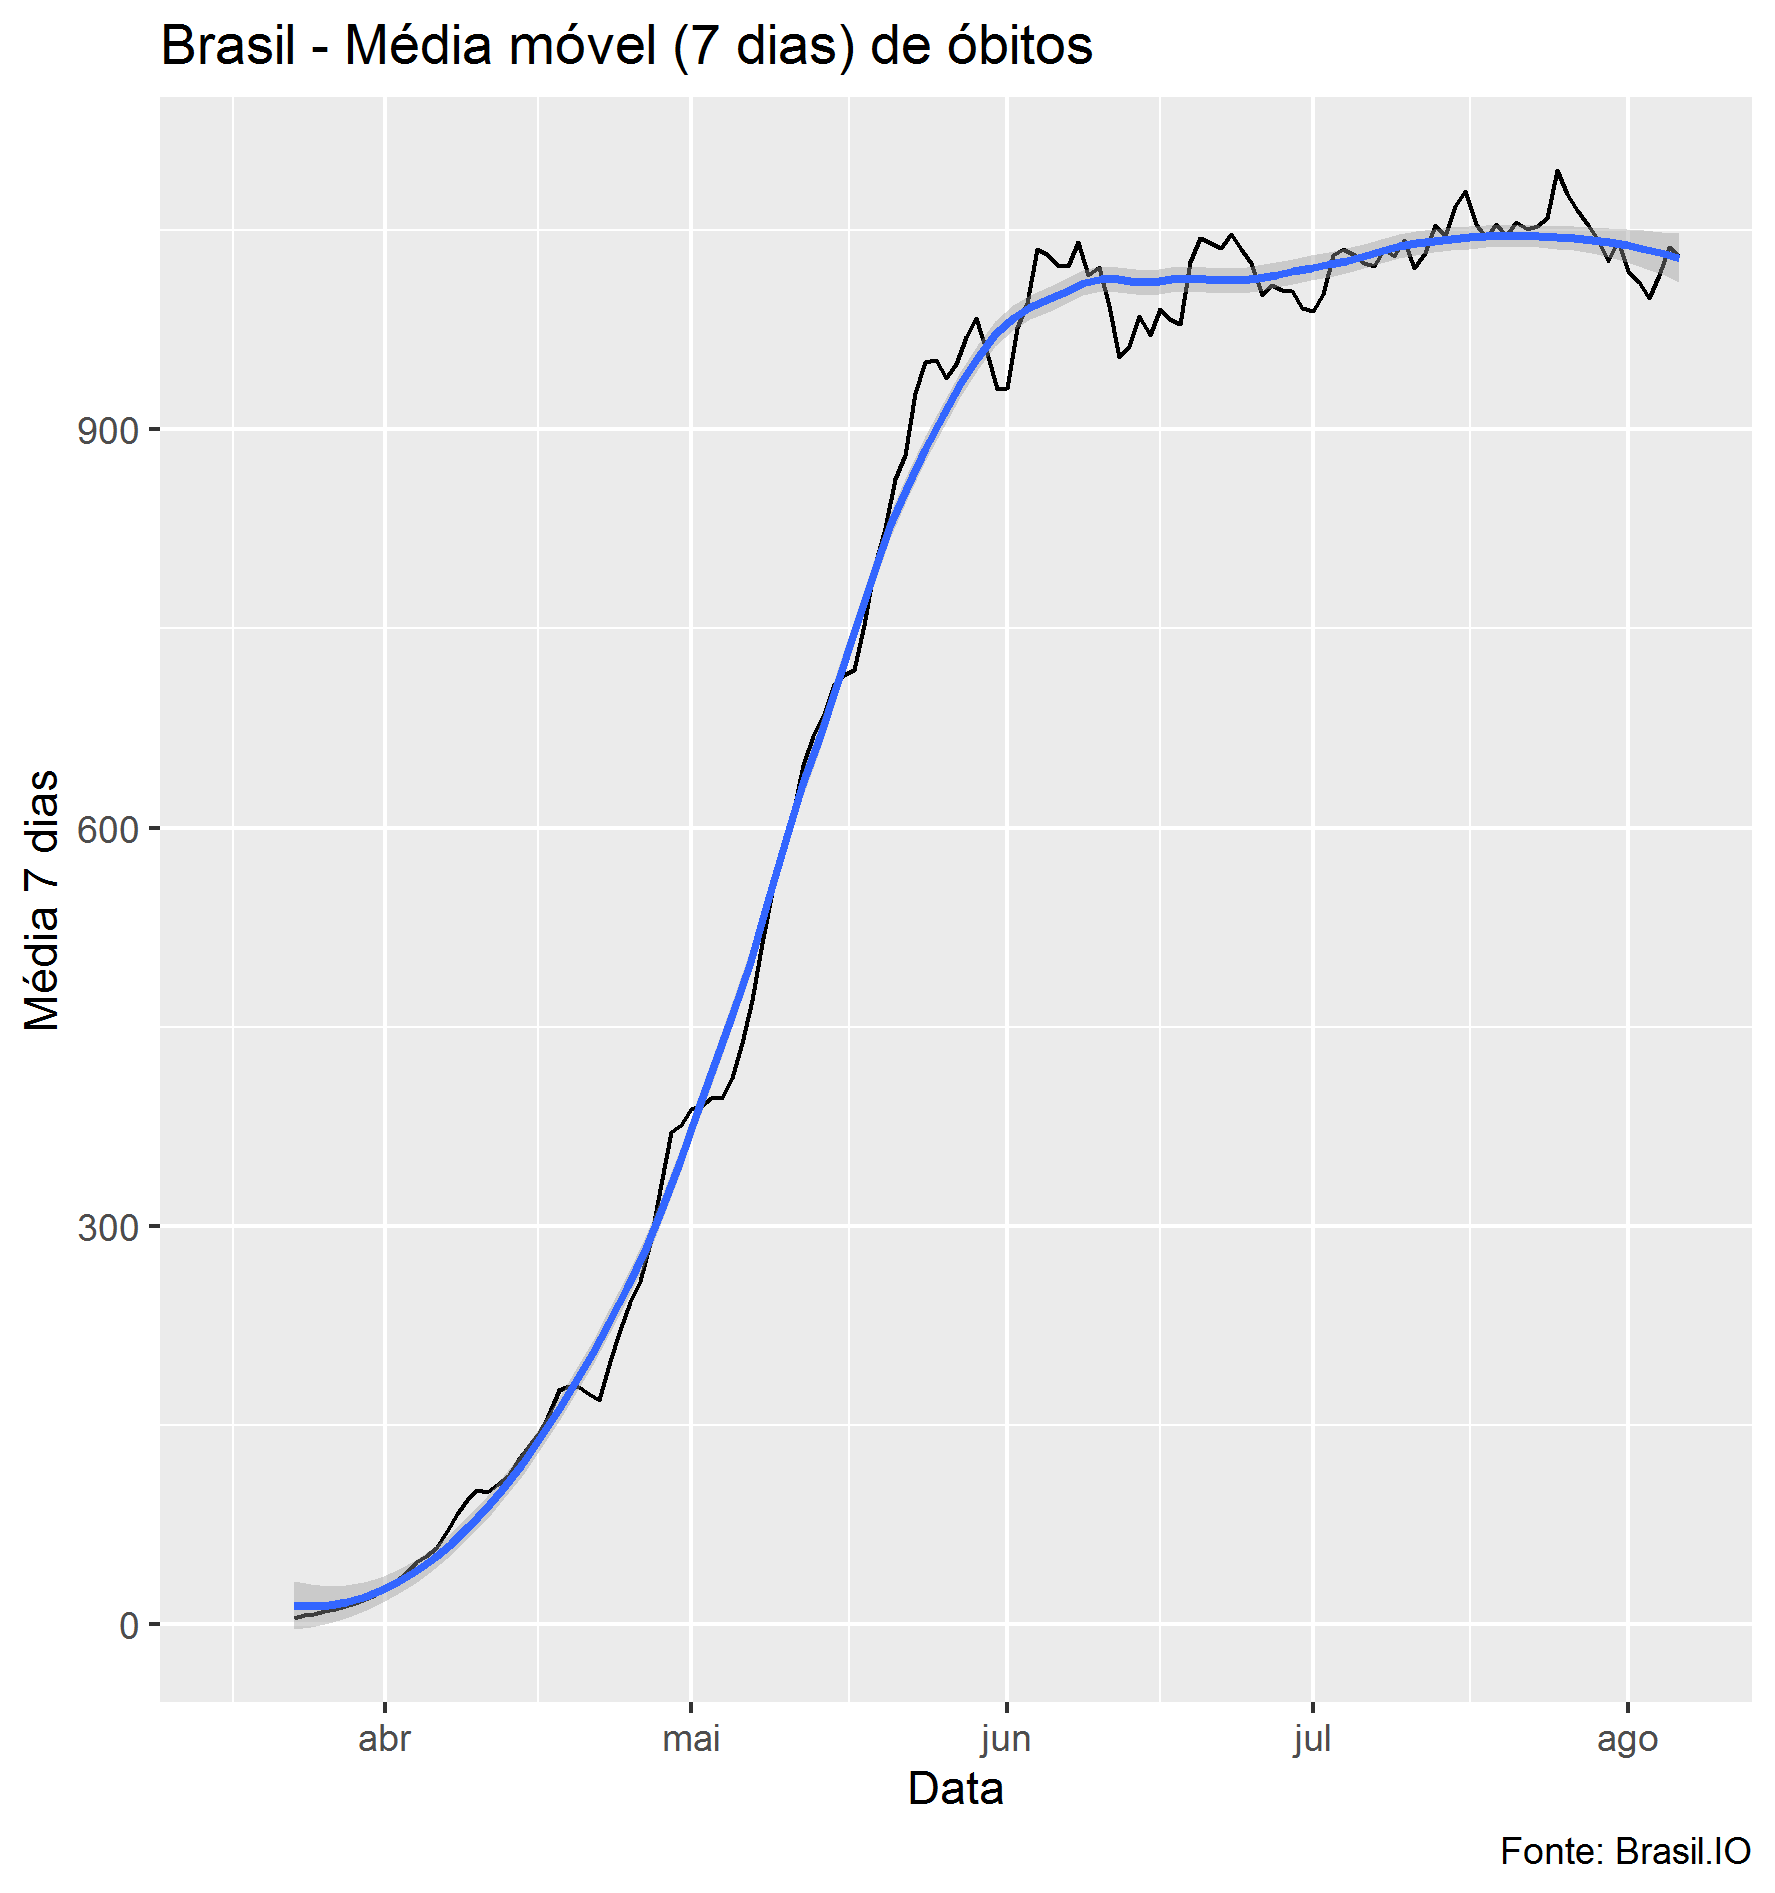 Brasil - Média móvel (7 dias) de óbitos
Média 7 dias
900
600
300
0
abr
mai
jun
jul
ago
Data
Fonte: Brasil.IO